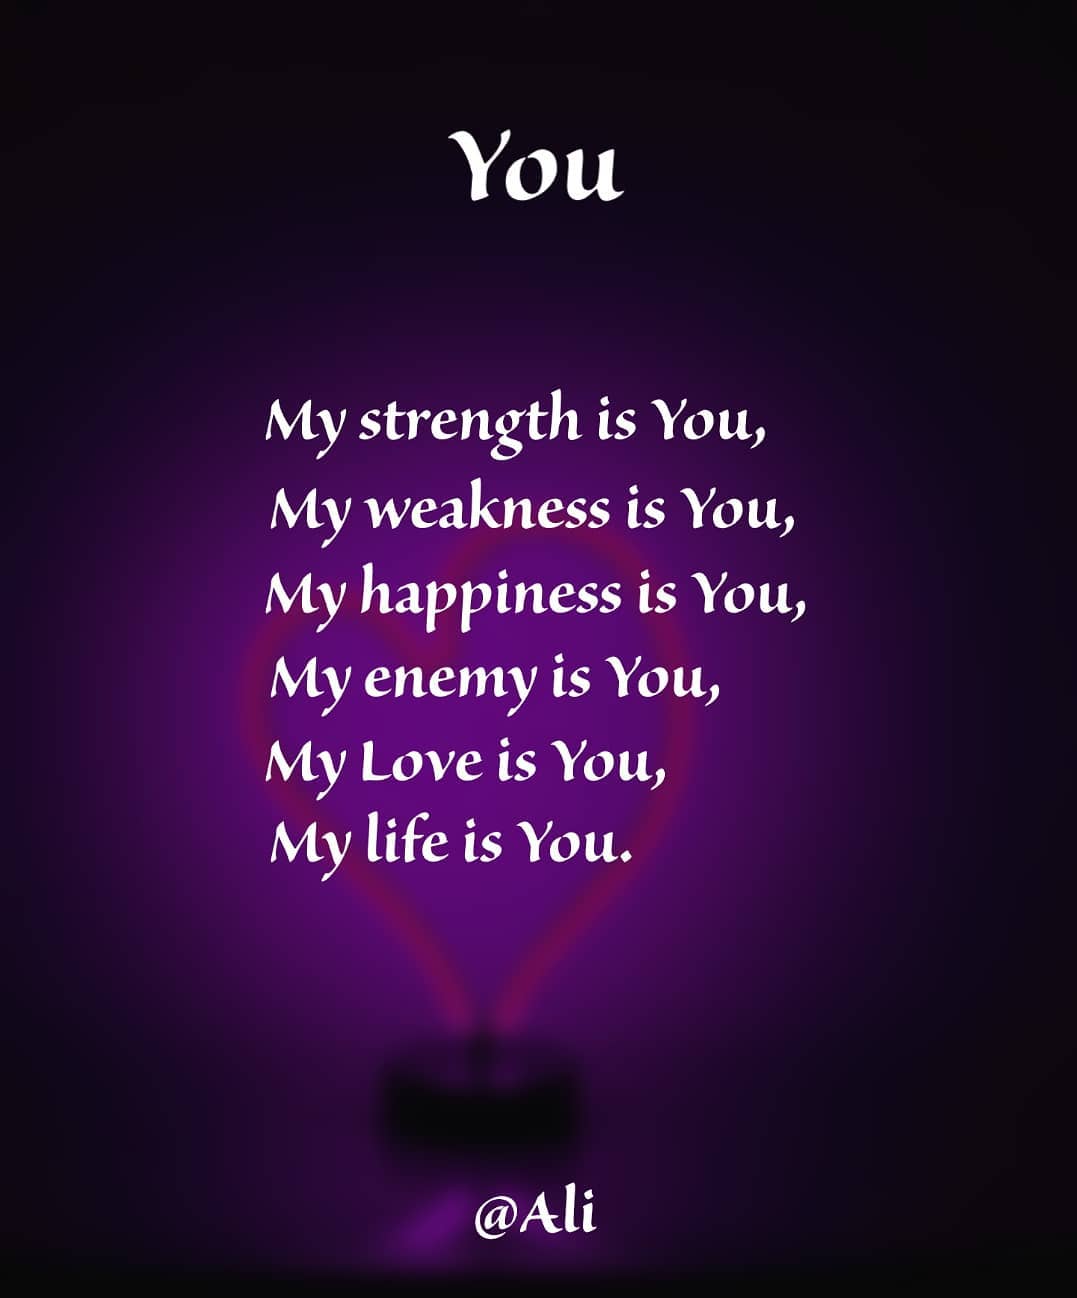 You
My strength is You,
My weakness is You,
My happiness is You,
My enemy is You,
My Love is You,
My life is You.
@Ali